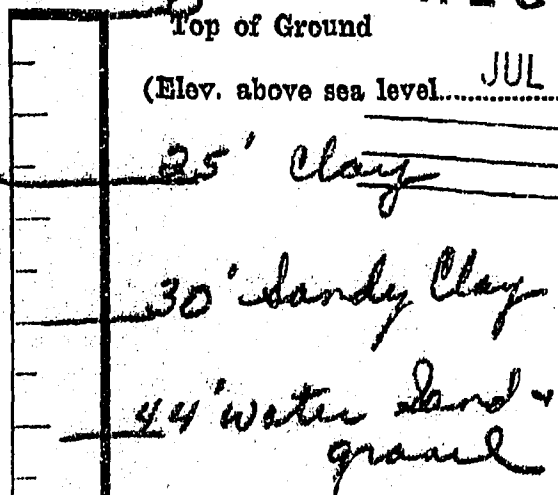 Top of Ground
(Elev. above sea level........ JUL
25' Clay
30' Sandy Clay
44' water Sand &
gravel